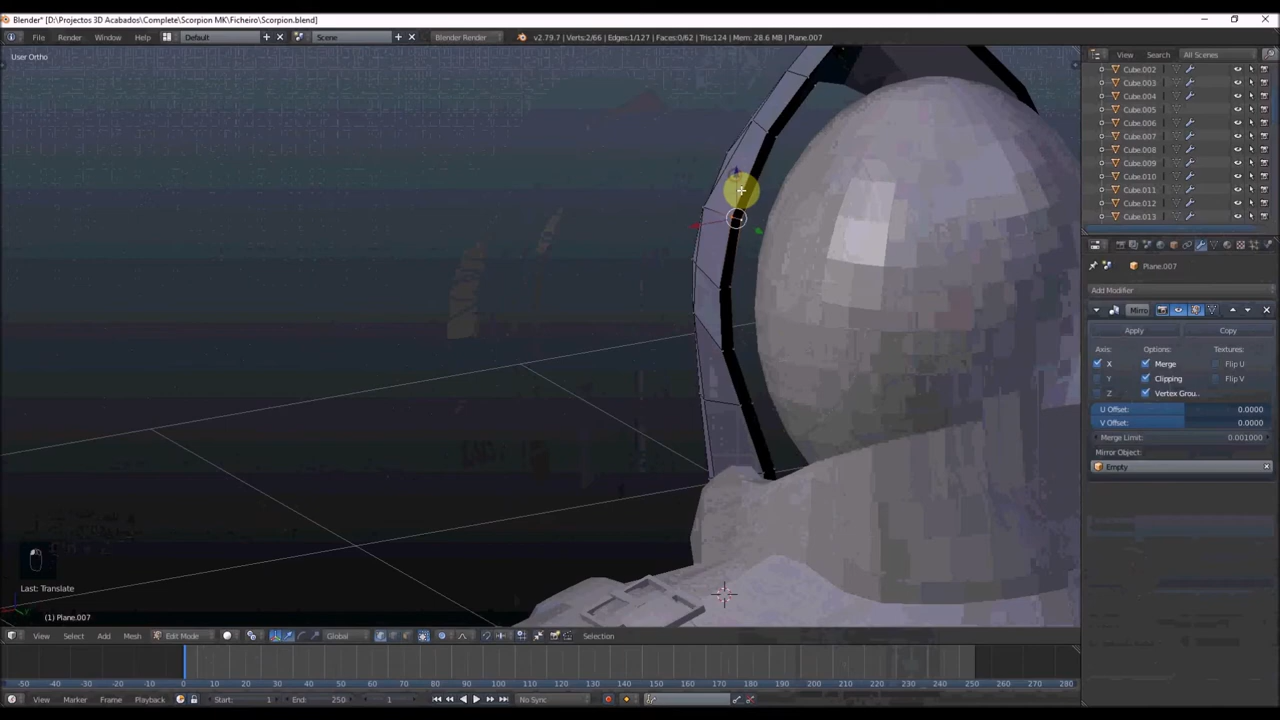 Blender* [D:\Projectos 3D Acabados\Complete\Scorpion MK\Ficheiro\Scorpion.blend]
File Render Window Help Default Scene Blender Render v2.79.7 | Verts:2/66 | Edges:1/127 | Faces:0/62 | Tris:124 | Mem: 28.6 MB | Plane.007
User Ortho
View Search All Scenes
Cube.002
Cube.003
Cube.004
Cube.005
Cube.006
Cube.007
Cube.008
Cube.009
Cube.010
Cube.011
Cube.012
Cube.013
Plane.007
Add Modifier
Mirro
Apply Copy
Axis: Options: Textures:
X Merge Flip U
Y Clipping Flip V
Z Vertex Grou..
U Offset: 0.0000
V Offset: 0.0000
Merge Limit: 0.001000
Mirror Object:
Empty
Last: Translate
(1) Plane.007
View Select Add Mesh Edit Mode Global Selection
-50 -40 -30 -20 -10 0 10 20 30 40 50 60 70 80 90 100 110 120 130 140 150 160 170 180 190 200 210 220 230 240 250 260 270 280
View Marker Frame Playback Start: 1 End: 250 1 No Sync